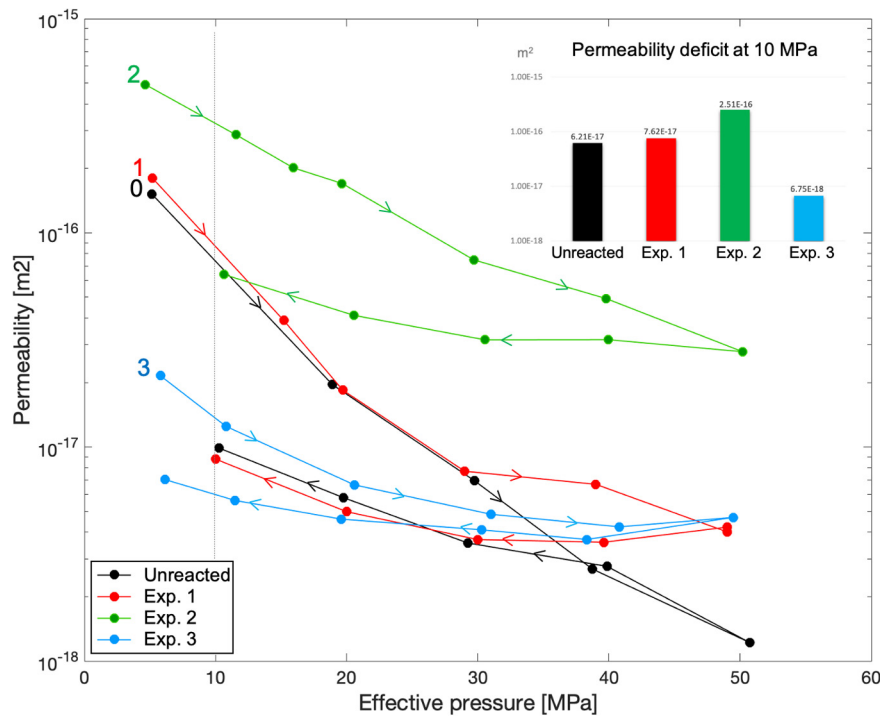 10-15
10-16
10-17
10-18
Permeability [m2]
2
1
0
3
m²
Permeability deficit at 10 MPa
1.00E-15
1.00E-16
1.00E-17
1.00E-18
6.21E-17
7.62E-17
2.51E-16
6.75E-18
Unreacted Exp. 1 Exp. 2 Exp. 3
Unreacted
Exp. 1
Exp. 2
Exp. 3
0 10 20 30 40 50 60
Effective pressure [MPa]